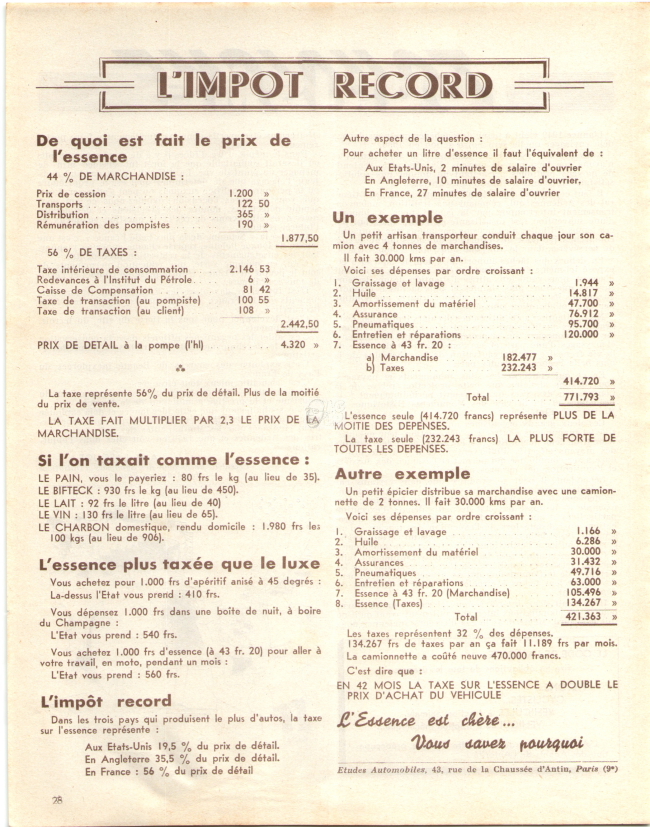 L'IMPOT RECORD
De quoi est fait le prix de
l'essence
44 % DE MARCHANDISE :
Prix de cession 1.200 »
Transports 122 50
Distribution 365 »
Rémunération des pompistes 190 »
1.877,50
56 % DE TAXES :
Taxe intérieure de consommation 2.146 53
Redevances à l'Institut du Pétrole 6 »
Caisse de Compensation 81 42
Taxe de transaction (au pompiste) 100 55
Taxe de transaction (au client) 108 »
2.442,50
PRIX DE DETAIL à la pompe (l'hl) 4.320 »
La taxe représente 56% du prix de détail. Plus de la moitié
du prix de vente.
LA TAXE FAIT MULTIPLIER PAR 2,3 LE PRIX DE LA
MARCHANDISE.
Si l'on taxait comme l'essence :
LE PAIN, vous le payeriez : 80 frs le kg (au lieu de 35).
LE BIFTECK : 930 frs le kg (au lieu de 450).
LE LAIT : 92 frs le litre (au lieu de 40)
LE VIN : 130 frs le litre (au lieu de 65).
LE CHARBON domestique, rendu domicile : 1.980 frs les
100 kgs (au lieu de 906).
L'essence plus taxée que le luxe
Vous achetez pour 1.000 frs d'apéritif anisé à 45 degrés :
La-dessus l'Etat vous prend : 410 frs.
Vous dépensez 1.000 frs dans une boîte de nuit, à boire
du Champagne :
L'Etat vous prend : 540 frs.
Vous achetez 1.000 frs d'essence (à 43 fr. 20) pour aller à
votre travail, en moto, pendant un mois :
L'Etat vous prend : 560 frs.
L'impôt record
Dans les trois pays qui produisent le plus d'autos, la taxe
sur l'essence représente :
Aux Etats-Unis 19,5 % du prix de détail.
En Angleterre 35,5 % du prix de détail.
En France : 56 % du prix de détail
28
Autre aspect de la question :
Pour acheter un litre d'essence il faut l'équivalent de :
Aux Etats-Unis, 2 minutes de salaire d'ouvrier
En Angleterre, 10 minutes de salaire d'ouvrier.
En France, 27 minutes de salaire d'ouvrier
Un exemple
Un petit artisan transporteur conduit chaque jour son ca-
mion avec 4 tonnes de marchandises.
Il fait 30.000 kms par an.
Voici ses dépenses par ordre croissant :
1. Graissage et lavage 1.944 »
2. Huile 14.817 »
3. Amortissement du matériel 47.700 »
4. Assurance 76.912 »
5. Pneumatiques 95.700 »
6. Entretien et réparations 120.000 »
7. Essence à 43 fr. 20 :
a) Marchandise 182.477 »
b) Taxes 232.243 »
414.720 »
Total 771.793 »
L'essence seule (414.720 francs) représente PLUS DE LA
MOITIE DES DEPENSES.
La taxe seule (232.243 francs) LA PLUS FORTE DE
TOUTES LES DEPENSES.
Autre exemple
Un petit épicier distribue sa marchandise avec une camion-
nette de 2 tonnes. Il fait 30.000 kms par an.
Voici ses dépenses par ordre croissant :
1. Graissage et lavage 1.166 »
2. Huile 6.286 »
3. Amortissement du matériel 30.000 »
4. Assurances 31.432 »
5. Pneumatiques 49.716 »
6. Entretien et réparations 63.000 »
7. Essence à 43 fr. 20 (Marchandise) 105.496 »
8. Essence (Taxes) 134.267 »
Total 421.363 »
Les taxes représentent 32 % des dépenses.
134.267 frs de taxes par an ça fait 11.189 frs par mois.
La camionnette a coûté neuve 470.000 francs.
C'est dire que :
EN 42 MOIS LA TAXE SUR L'ESSENCE A DOUBLE LE
PRIX D'ACHAT DU VEHICULE
L'Essence est chère...
Vous savez pourquoi
Etudes Automobiles, 43, rue de la Chaussée d'Antin, Paris (9e)